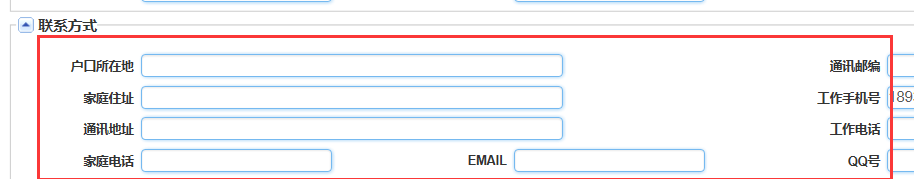 联系方式
户口所在地 通讯邮编
家庭住址 工作手机号 189
通讯地址 工作电话
家庭电话 EMAIL QQ号